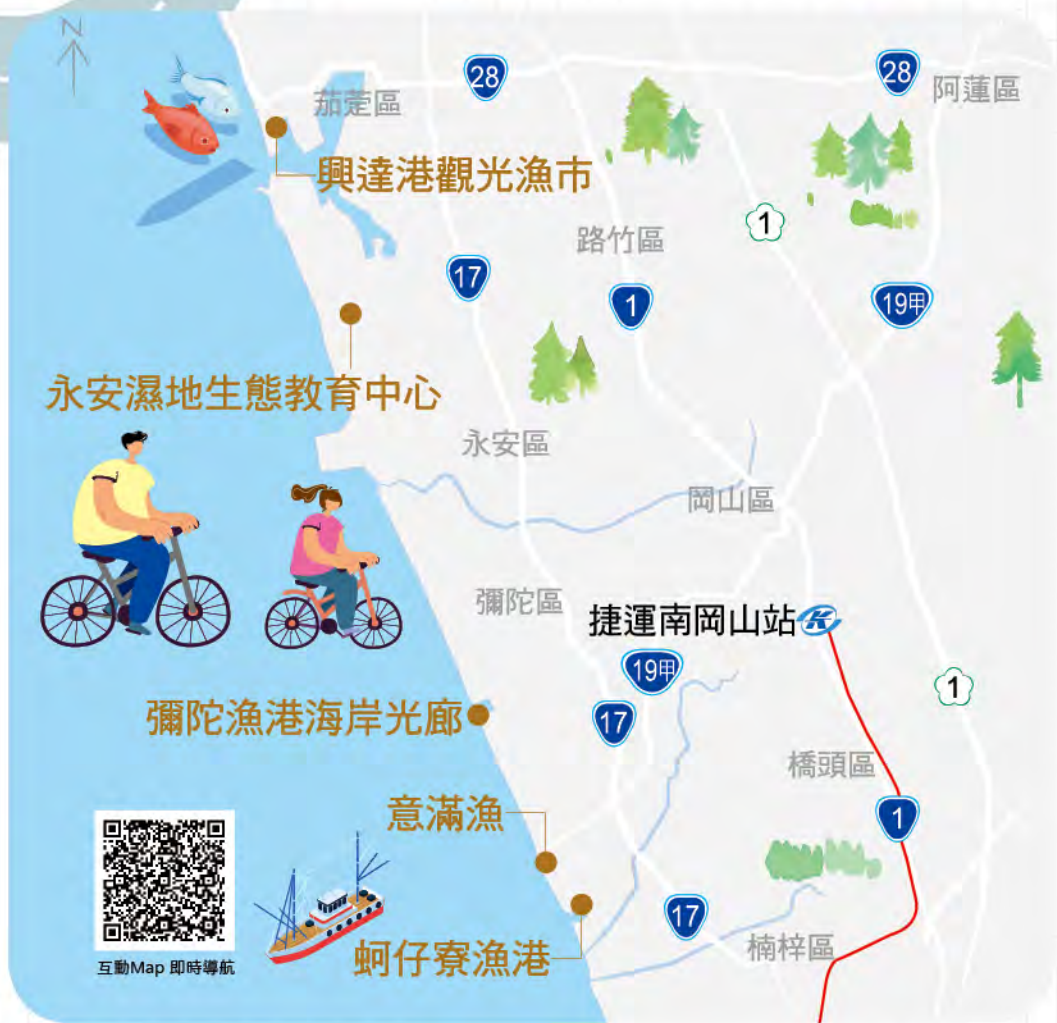 N
28
28
茄萣區
阿蓮區
興達港觀光漁市
1
路竹區
17
1
19甲
永安濕地生態教育中心
永安區
岡山區
彌陀區
捷運南岡山站
19甲
1
彌陀漁港海岸光廊
17
橋頭區
意滿漁
1
17
蚵仔寮漁港
楠梓區
互動Map 即時導航